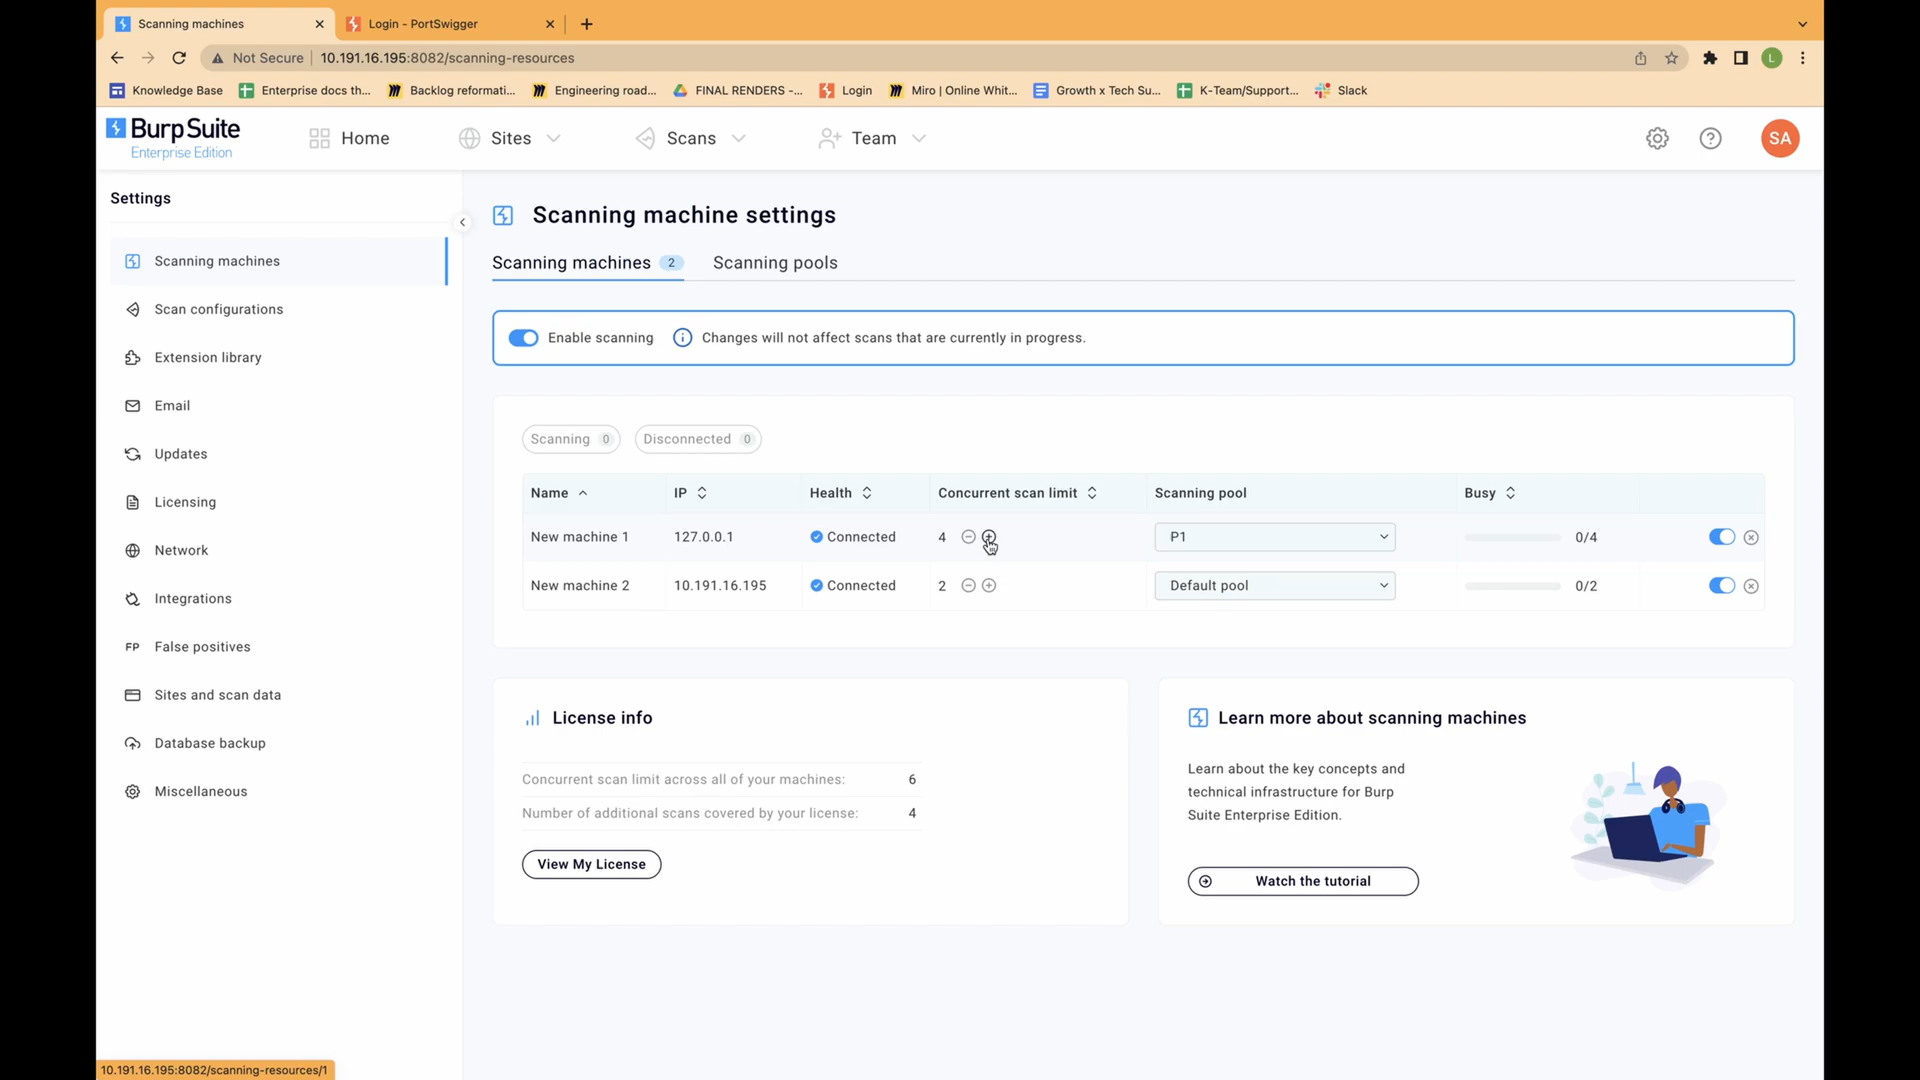 Scanning machines
Login - PortSwigger
Not Secure
10.191.16.195:8082/scanning-resources
Knowledge Base
Enterprise docs th...
Backlog reformati...
Engineering road...
FINAL RENDERS -...
Login
Miro | Online Whit...
Growth x Tech Su...
K-Team/Support...
Slack
L
BurpSuite
Enterprise Edition
Home
Sites
Scans
Team
SA
Settings
Scanning machines
Scan configurations
Extension library
Email
Updates
Licensing
Network
Integrations
FP False positives
Sites and scan data
Database backup
Miscellaneous
Scanning machine settings
Scanning machines 2
Scanning pools
Enable scanning
Changes will not affect scans that are currently in progress.
Scanning 0
Disconnected 0
Name IP Health Concurrent scan limit Scanning pool Busy
New machine 1 127.0.0.1 Connected 4 P1 0/4
New machine 2 10.191.16.195 Connected 2 Default pool 0/2
License info
Concurrent scan limit across all of your machines: 6
Number of additional scans covered by your license: 4
View My License
Learn more about scanning machines
Learn about the key concepts and
technical infrastructure for Burp
Suite Enterprise Edition.
Watch the tutorial
10.191.16.195:8082/scanning-resources/1